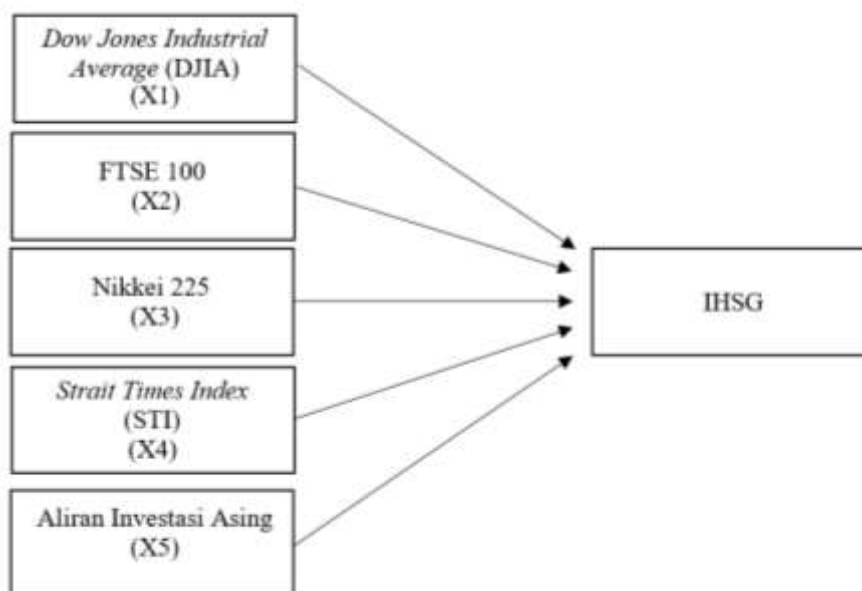 Dow Jones Industrial
Average (DJIA)
(X1)
FTSE 100
(X2)
Nikkei 225
(X3)
Strait Times Index
(STI)
(X4)
Aliran Investasi Asing
(X5)
IHSG